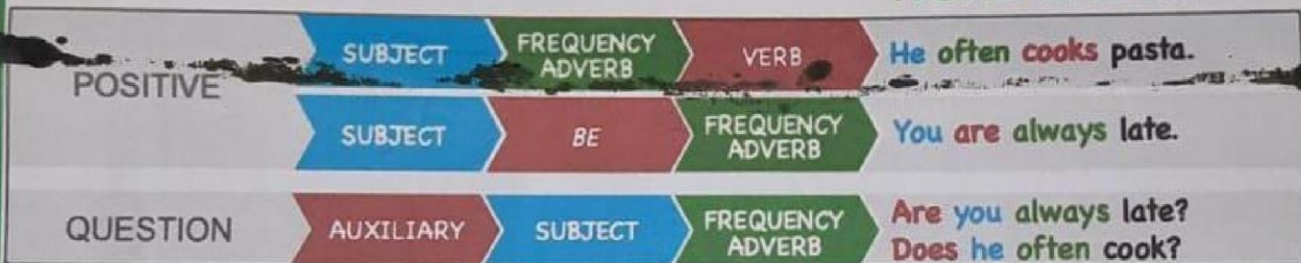 POSITIVE
SUBJECT
FREQUENCY
ADVERB
VERB
He often cooks pasta.
SUBJECT
BE
FREQUENCY
ADVERB
You are always late.
QUESTION
AUXILIARY
SUBJECT
FREQUENCY
ADVERB
Are you always late?
Does he often cook?